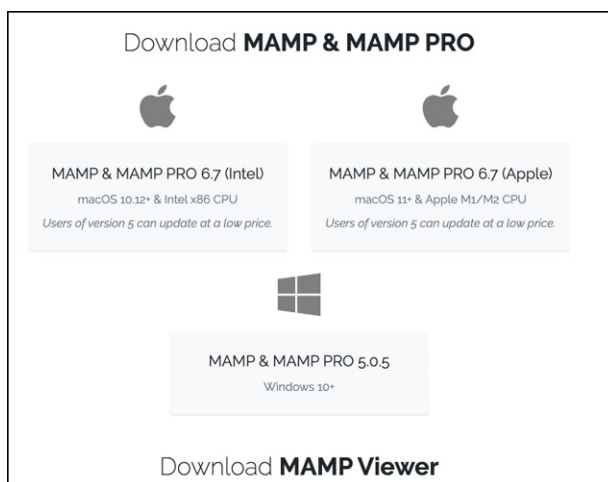 Download MAMP & MAMP PRO
MAMP & MAMP PRO 6.7 (Intel)
macOS 10.12+ & Intel x86 CPU
Users of version 5 can update at a low price.
MAMP & MAMP PRO 6.7 (Apple)
macOS 11+ & Apple M1/M2 CPU
Users of version 5 can update at a low price.
MAMP & MAMP PRO 5.0.5
Windows 10+
Download MAMP Viewer